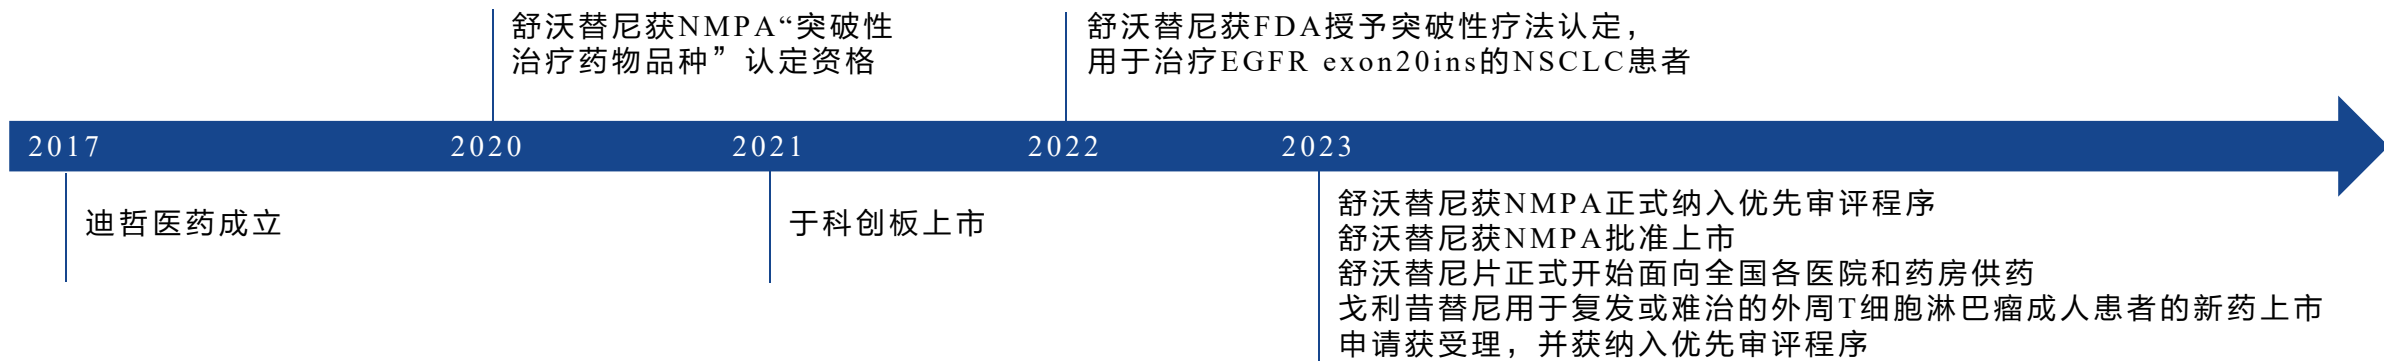 舒沃替尼获NMPA“突破性
治疗药物品种”认定资格
舒沃替尼获FDA授予突破性疗法认定，
用于治疗EGFR exon20ins的NSCLC患者
2017
2020
2021
2022
2023
迪哲医药成立
于科创板上市
舒沃替尼获NMPA正式纳入优先审评程序
舒沃替尼获NMPA批准上市
舒沃替尼片正式开始面向全国各医院和药房供药
戈利昔替尼用于复发或难治的外周T细胞淋巴瘤成人患者的新药上市
申请获受理，并获纳入优先审评程序